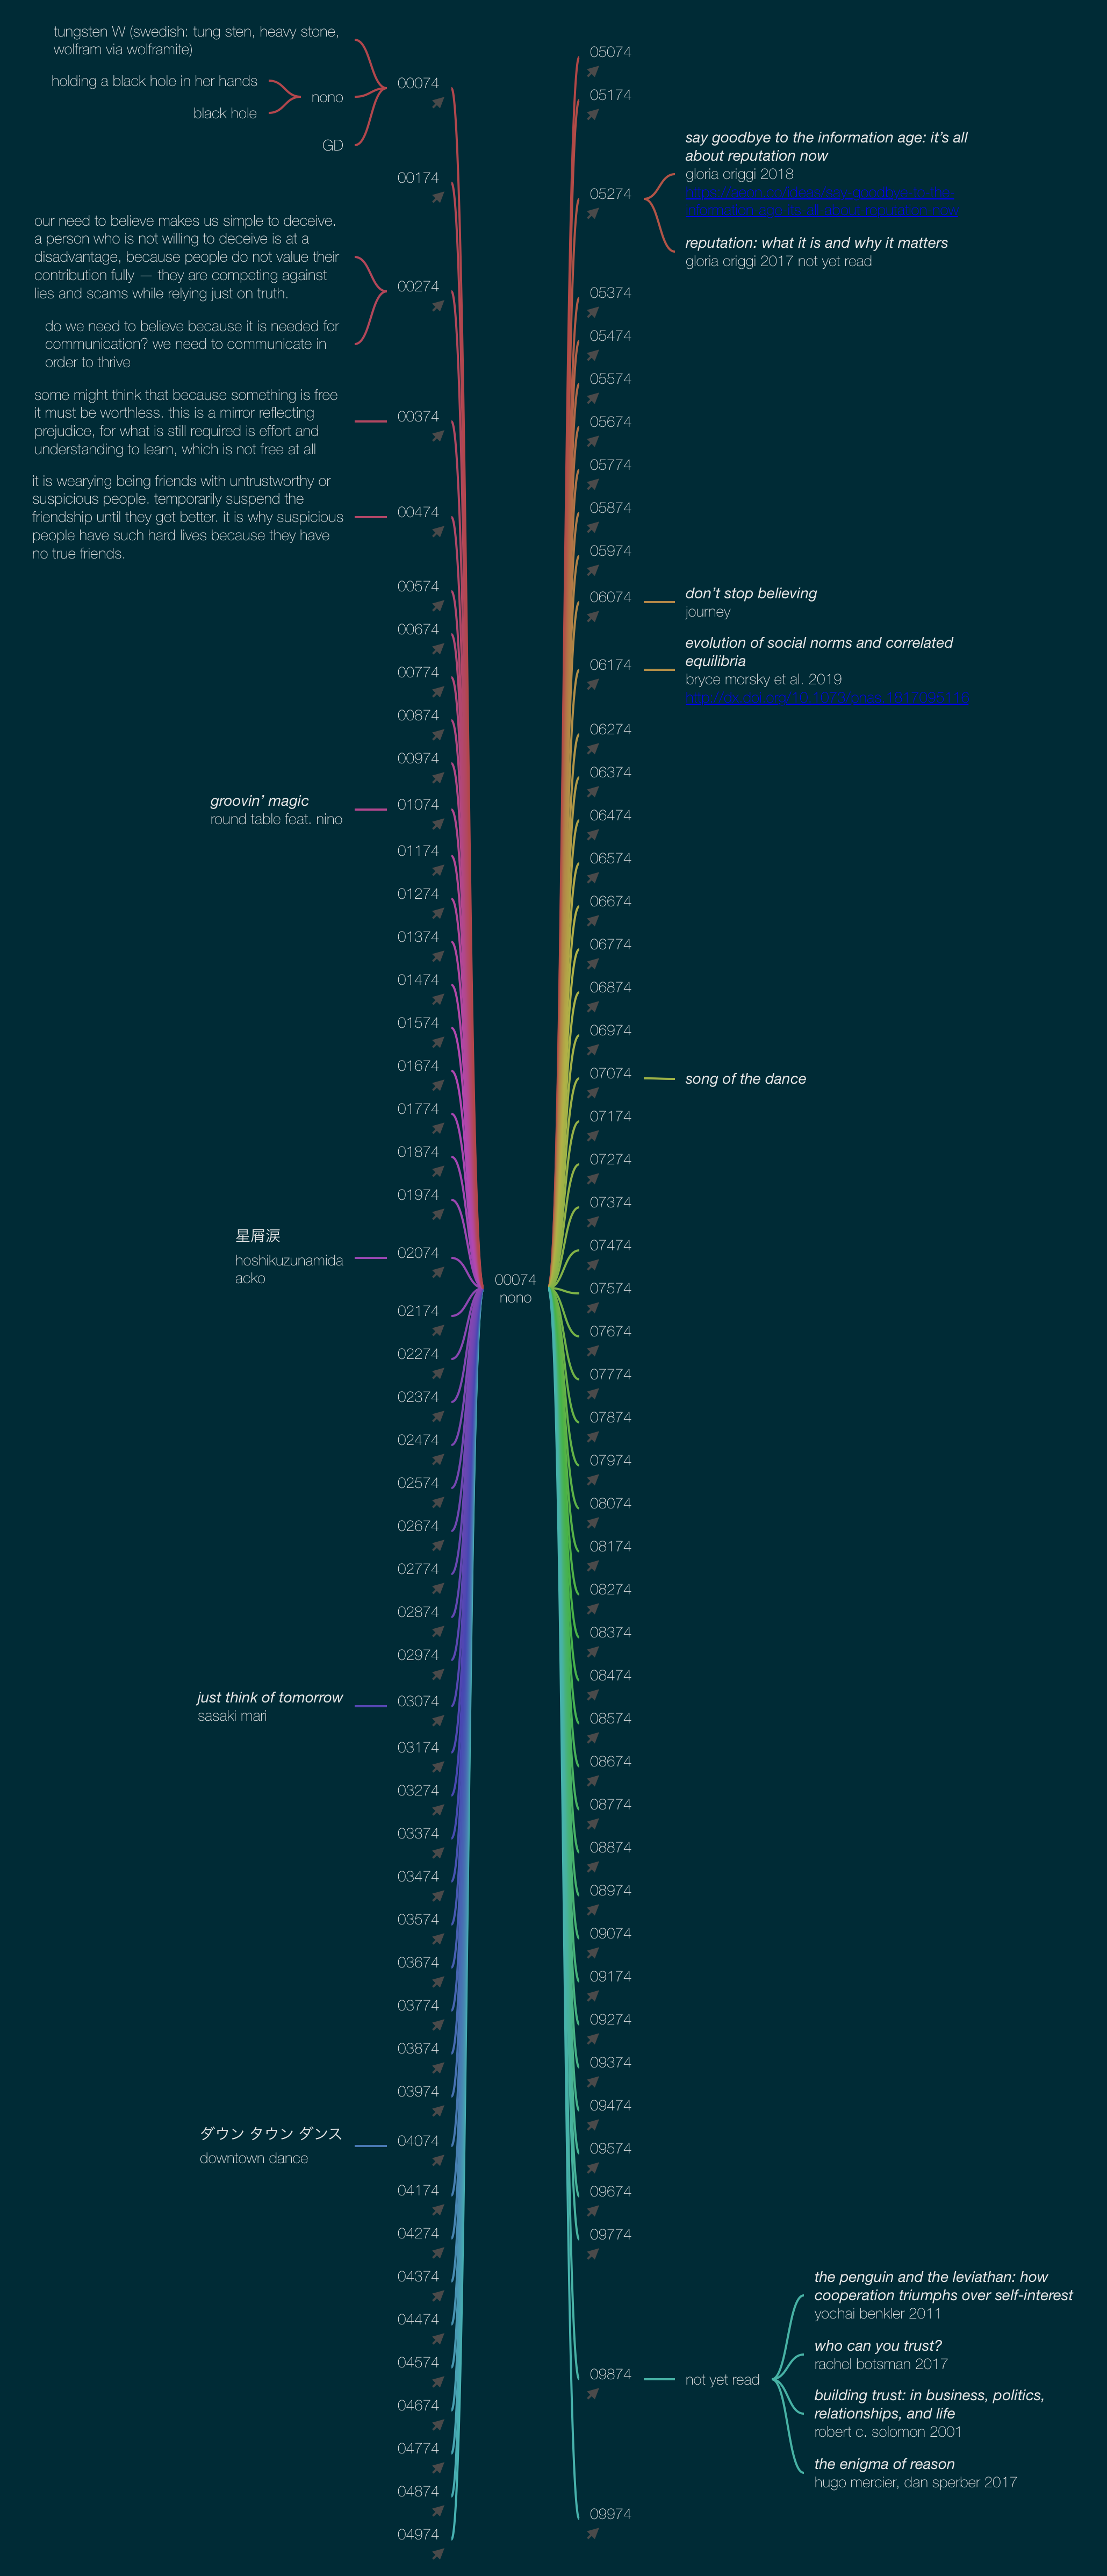 tungsten W (swedish: tung sten, heavy stone,
wolfram via wolframite)
holding a black hole in her hands
nono
black hole
GD
00074
00174
our need to believe makes us simple to deceive.
a person who is not willing to deceive is at a
disadvantage, because people do not value their
contribution fully — they are competing against
lies and scams while relying just on truth.
00274
do we need to believe because it is needed for
communication? we need to communicate in
order to thrive
some might think that because something is free
it must be worthless. this is a mirror reflecting
prejudice, for what is still required is effort and
understanding to learn, which is not free at all
00374
it is wearying being friends with untrustworthy or
suspicious people. temporarily suspend the
friendship until they get better. it is why suspicious
people have such hard lives because they have
no true friends.
00474
00574
00674
00774
00874
00974
groovin’ magic
round table feat. nino
01074
01174
01274
01374
01474
01574
01674
01774
01874
01974
星屑涙
hoshikuzunamida
acko
02074
02174
02274
02374
02474
02574
02674
02774
02874
02974
just think of tomorrow
sasaki mari
03074
03174
03274
03374
03474
03574
03674
03774
03874
03974
ダウン タウン ダンス
downtown dance
04074
04174
04274
04374
04474
04574
04674
04774
04874
04974
00074
nono
05074
05174
05274
say goodbye to the information age: it’s all
about reputation now
gloria origgi 2018
reputation: what it is and why it matters
gloria origgi 2017 not yet read
05374
05474
05574
05674
05774
05874
05974
06074
don’t stop believing
journey
06174
evolution of social norms and correlated
equilibria
bryce morsky et al. 2019
06274
06374
06474
06574
06674
06774
06874
06974
07074
song of the dance
07174
07274
07374
07474
07574
07674
07774
07874
07974
08074
08174
08274
08374
08474
08574
08674
08774
08874
08974
09074
09174
09274
09374
09474
09574
09674
09774
09874
not yet read
the penguin and the leviathan: how
cooperation triumphs over self-interest
yochai benkler 2011
who can you trust?
rachel botsman 2017
building trust: in business, politics,
relationships, and life
robert c. solomon 2001
the enigma of reason
hugo mercier, dan sperber 2017
09974